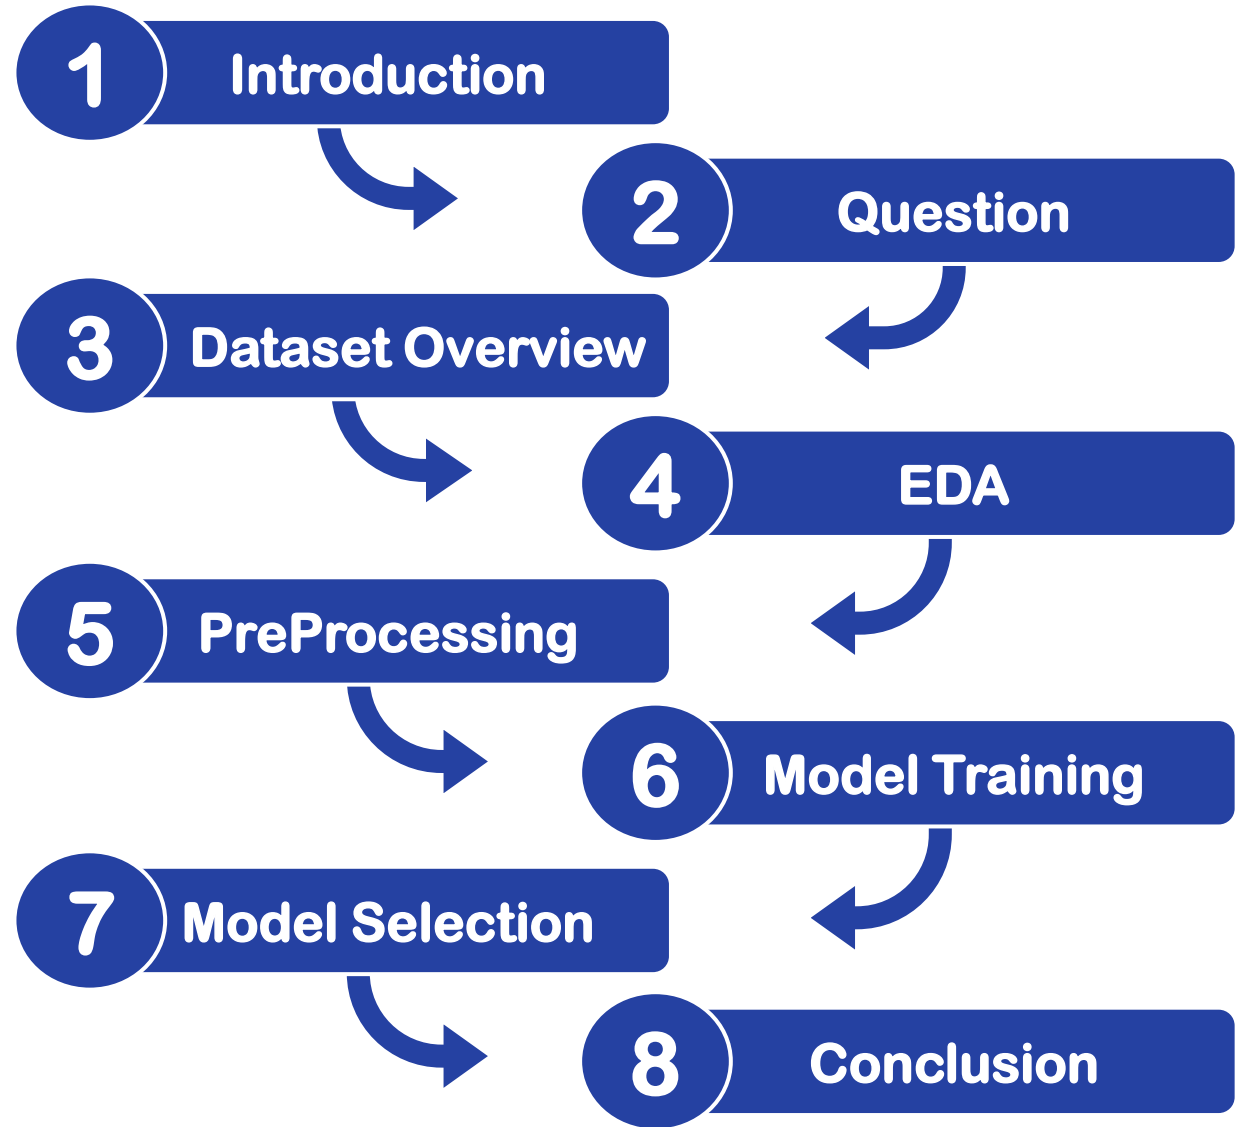 1 Introduction
2 Question
3 Dataset Overview
4 EDA
5 PreProcessing
6 Model Training
7 Model Selection
8 Conclusion